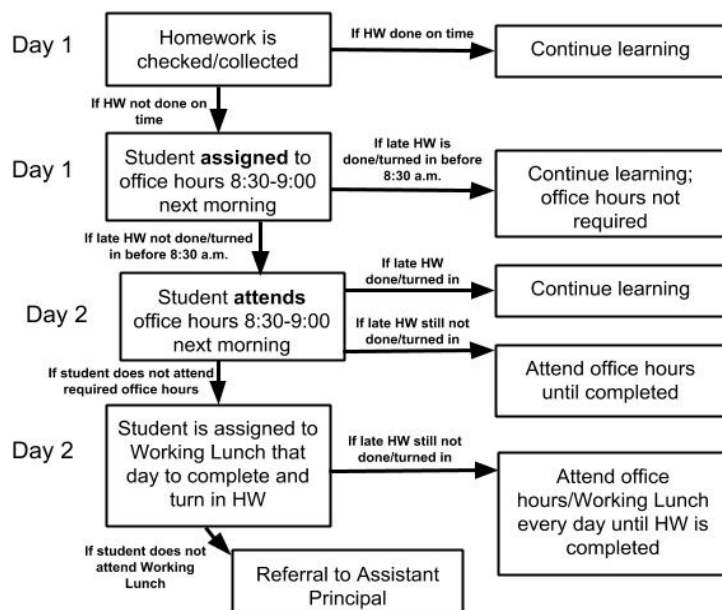 Day 1
Homework is
checked/collected
If HW done on time
Continue learning
If HW not done on
time
Day 1
Student assigned to
office hours 8:30-9:00
next morning
If late HW is
done/turned in before
8:30 a.m.
Continue learning;
office hours not
required
If late HW not done/turned
in before 8:30 a.m.
Day 2
Student attends
office hours 8:30-9:00
next morning
If late HW
done/turned in
Continue learning
If late HW still not
done/turned in
Attend office hours
until completed
If student does not attend
required office hours
Day 2
Student is assigned to
Working Lunch that
day to complete and
turn in HW
If late HW still not
done/turned in
Attend office
hours/Working Lunch
every day until HW is
completed
If student does not
attend Working
Lunch
Referral to Assistant
Principal